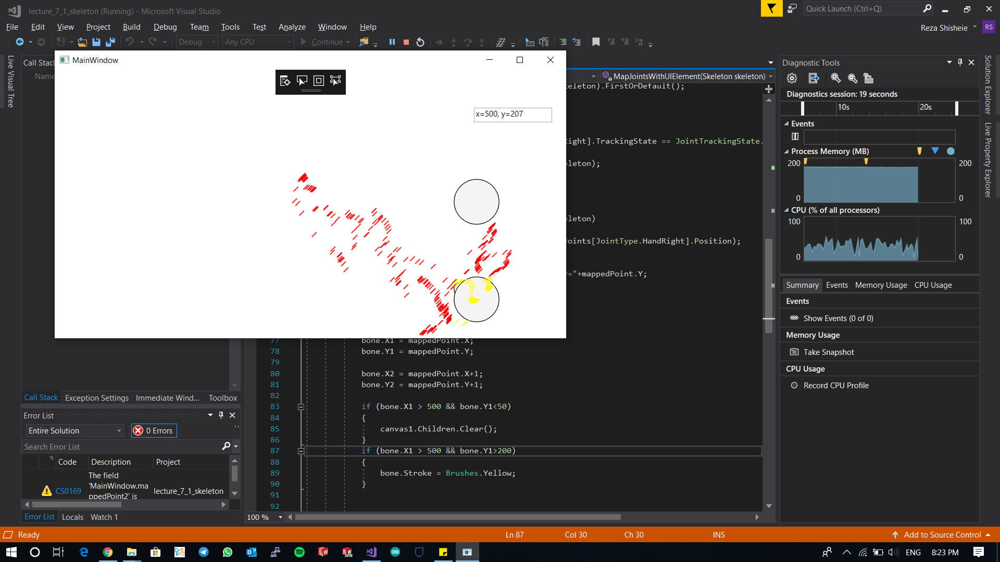 lecture_7_1_skeleton (Running) - Microsoft Visual Studio
Quick Launch (Ctrl+Q)
File Edit View Project Build Debug Team Tools Test Analyze Window Help
Reza Shisheie RS
Debug Any CPU Continue
Live Visual Tree
Call Stack
Name
MainWindow
x=500, y=207
MapJointsWithUIElement(Skeleton skeleton)
eleton).FirstOrDefault();
Right].TrackingState == JointTrackingState.
eleton);
eleton)
Joints[JointType.HandRight].Position);
y="+mappedPoint.Y;
77 bone.X1 = mappedPoint.X;
78 bone.Y1 = mappedPoint.Y;
79
80 bone.X2 = mappedPoint.X+1;
81 bone.Y2 = mappedPoint.Y+1;
82
83 if (bone.X1 > 500 && bone.Y1<50)
84 {
85 canvas1.Children.Clear();
86 }
87 if (bone.X1 > 500 && bone.Y1>200)
88 {
89 bone.Stroke = Brushes.Yellow;
90 }
91
92
100 %
Call Stack Exception Settings Immediate Wind... Toolbox
Error List
Entire Solution 0 Errors
Search Error List
Code Description Project
CS0169 The field 'MainWindow.ma ppedPoint2' is lecture_7_1_skeleton
Error List Locals Watch 1
Diagnostic Tools
Diagnostics session: 19 seconds
10s 20s
Events
Process Memory (MB)
200 200
0 0
CPU (% of all processors)
100 100
0 0
Summary Events Memory Usage CPU Usage
Events
Show Events (0 of 0)
Memory Usage
Take Snapshot
CPU Usage
Record CPU Profile
Solution Explorer
Live Property Explorer
Ready Ln 87 Col 30 Ch 30 INS Add to Source Control
ENG 8:23 PM